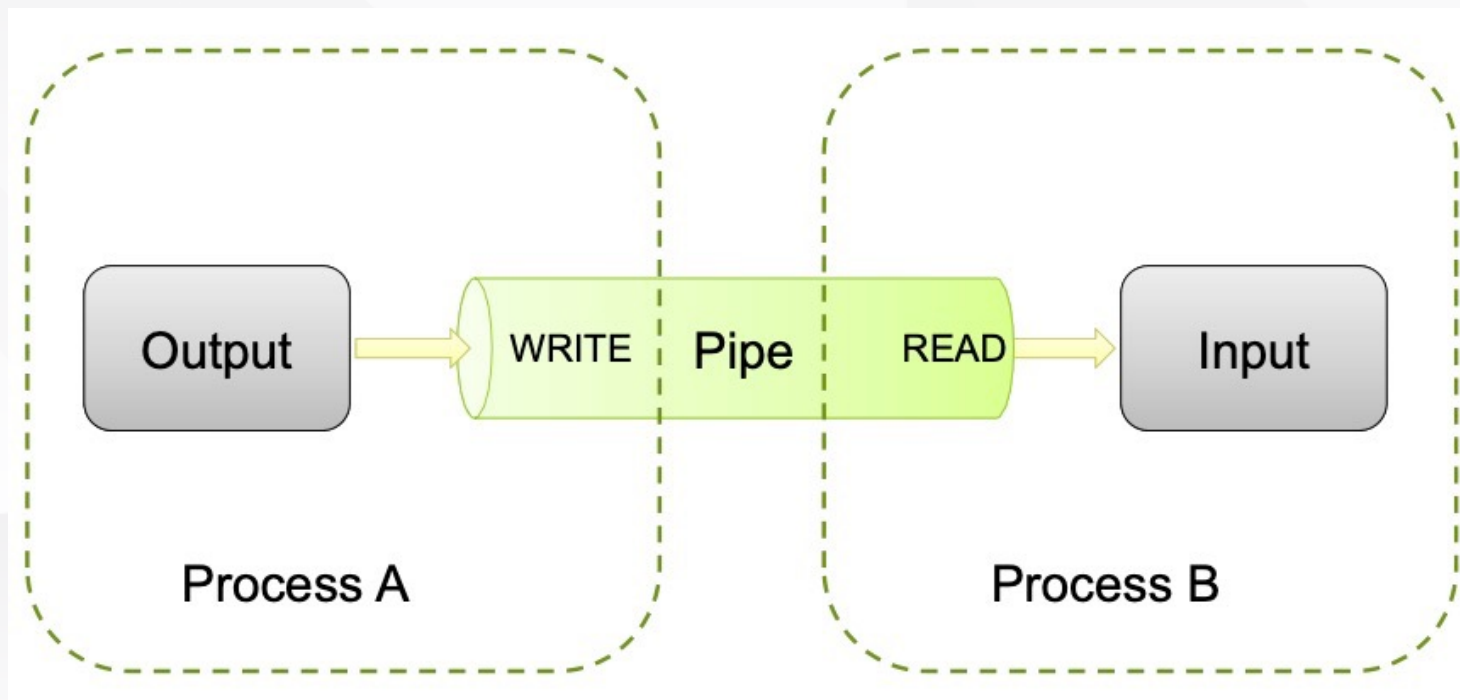 Output
WRITE
Pipe
READ
Input
Process A
Process B